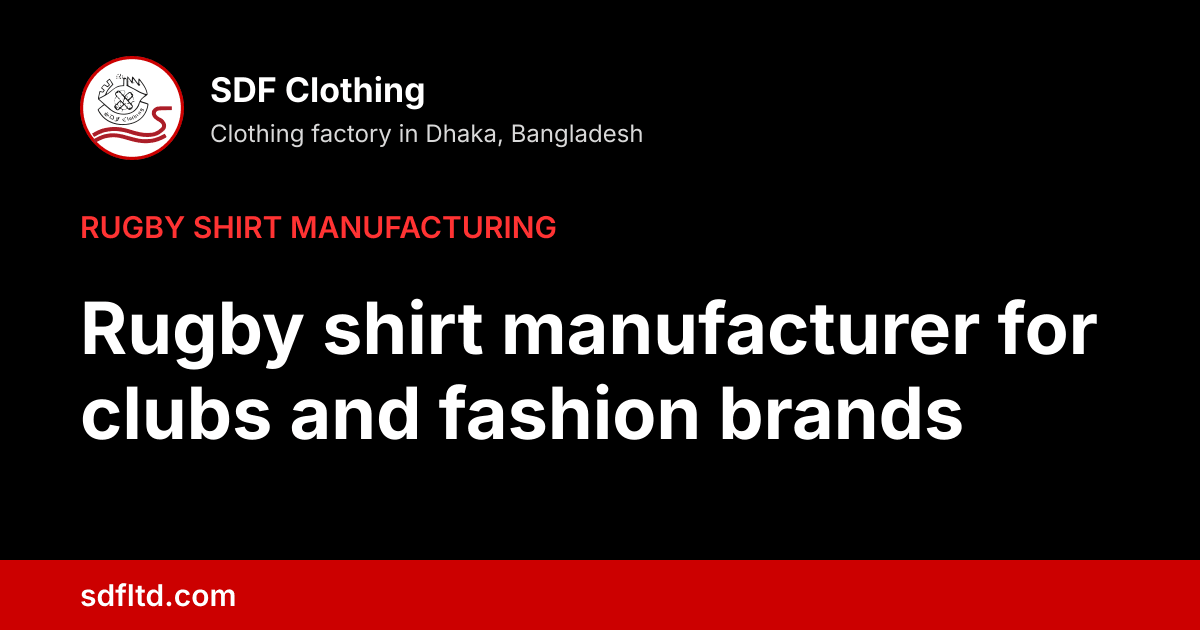 SDF Clothing
Clothing factory in Dhaka, Bangladesh
RUGBY SHIRT MANUFACTURING
Rugby shirt manufacturer for
clubs and fashion brands
sdfltd.com